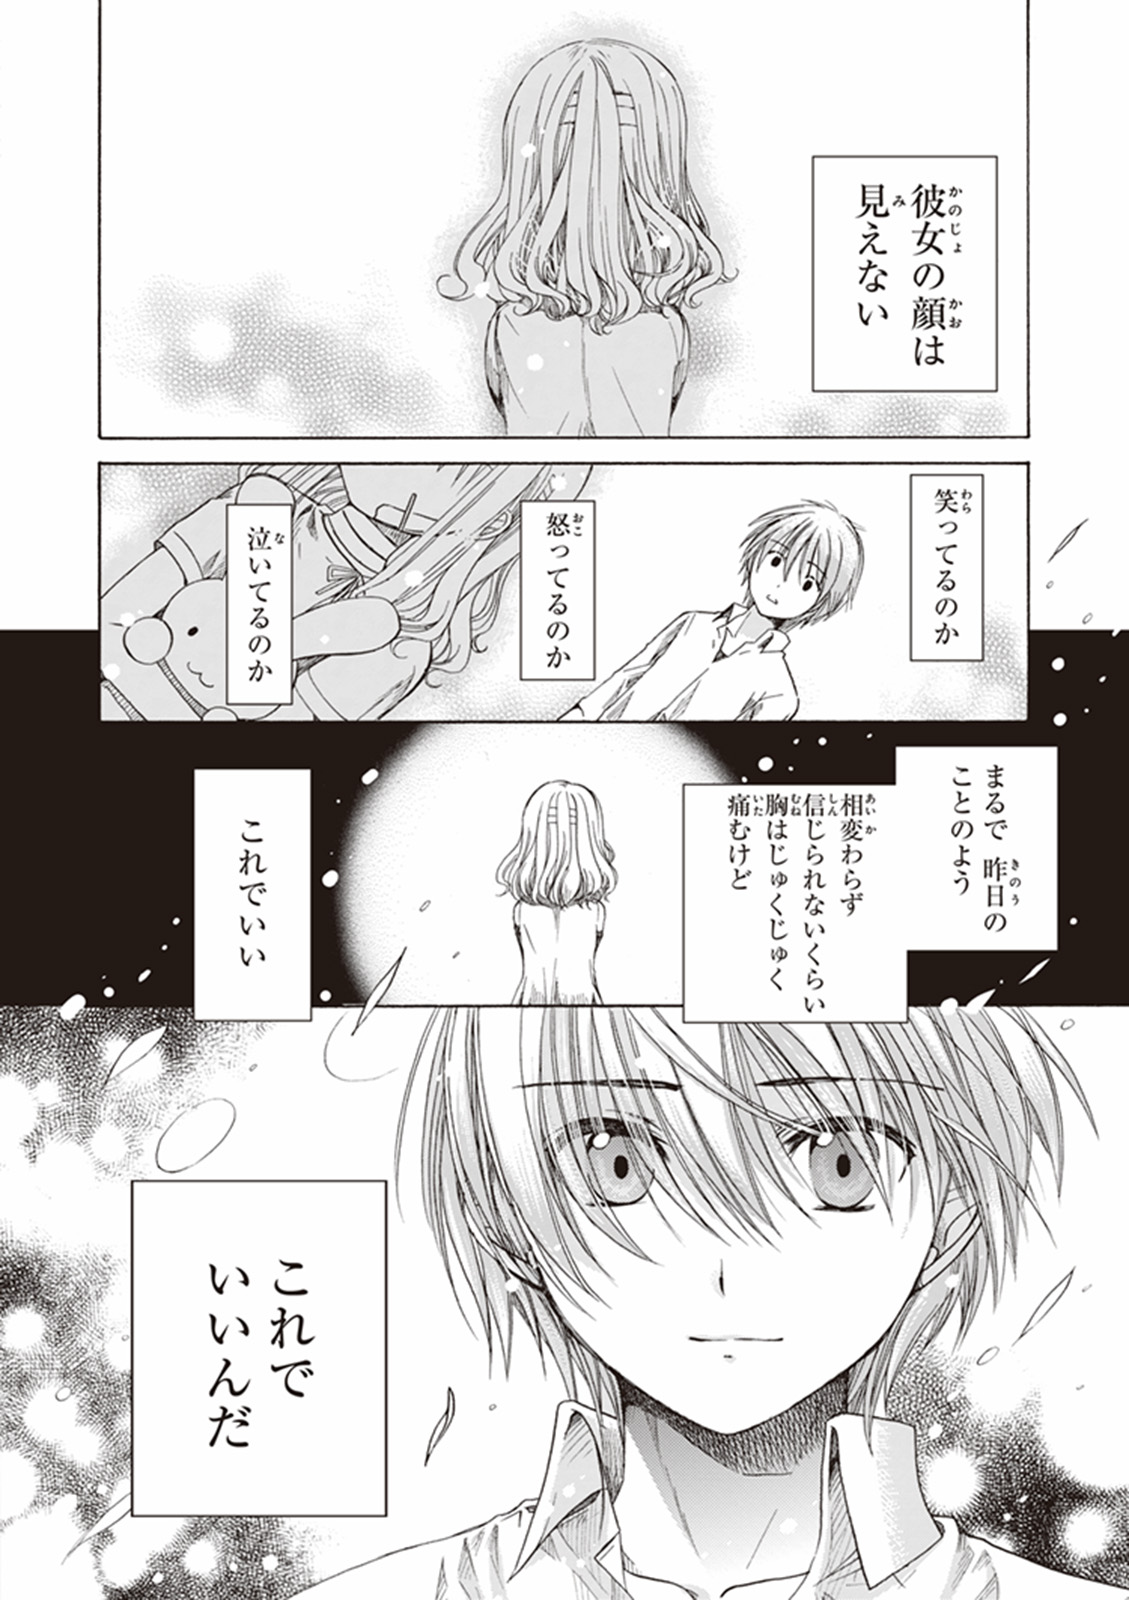 彼女の顔は
見えない
笑ってるのか
怒ってるのか
泣いてるのか
まるで 昨日の
ことのよう
相変わらず
信じられないくらい
胸はじゅくじゅく
痛むけど
これでいい
これで
いいんだ